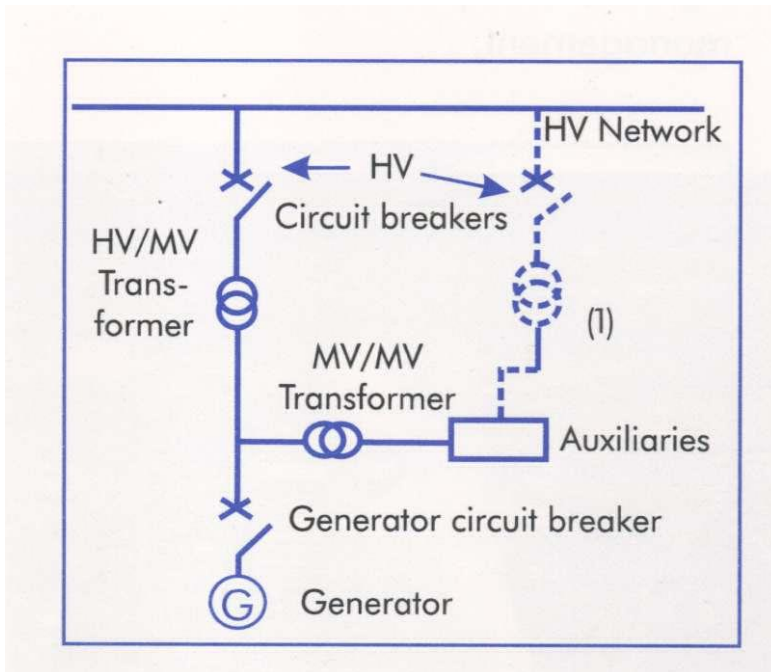 HV Network
HV
Circuit breakers
HV/MV
Trans-
former
(1)
MV/MV
Transformer
Auxiliaries
Generator circuit breaker
G
Generator